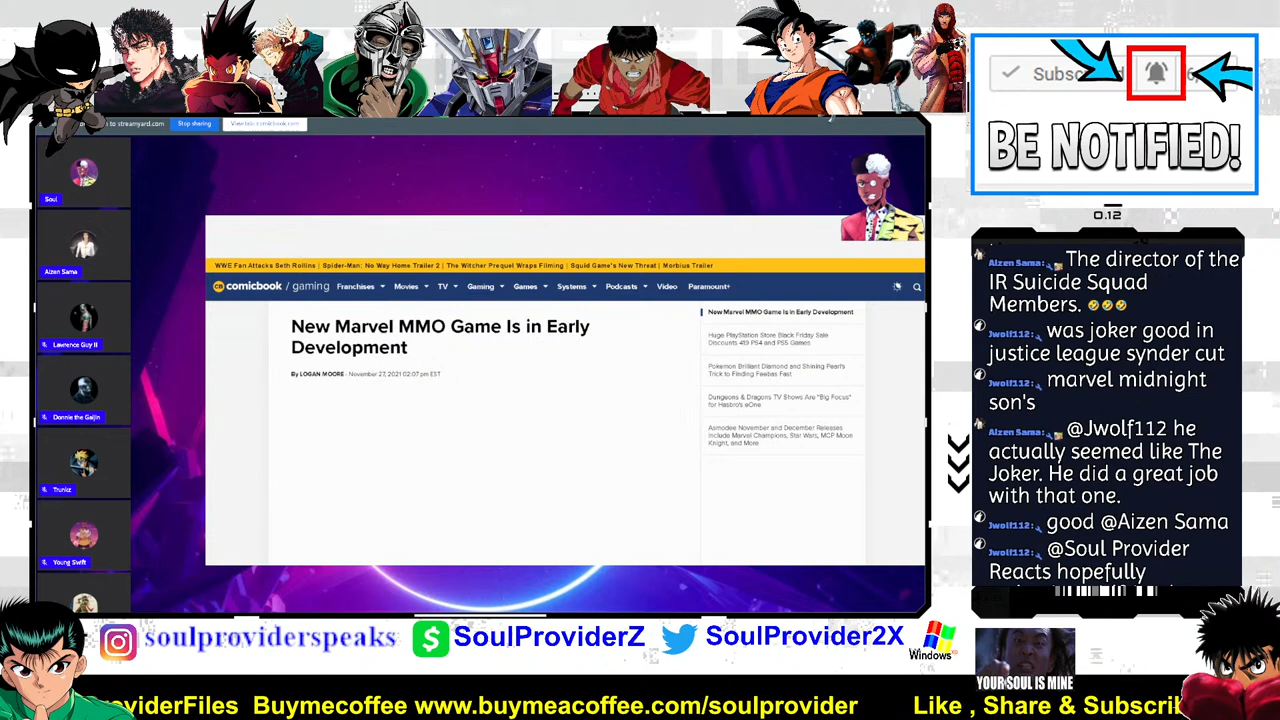 to streamyard.com
Stop sharing
Soul
Aizen Sama
Lawrence Guy II
Donnie the Gaijin
Trunkz
Young Swift
WWE Fan Attacks Seth Rollins | Spider-Man: No Way Home Trailer 2 | The Witcher Prequel Wraps Filming | Squid Game's New Threat | Morbius Trailer
CB comicbook / gaming Franchises Movies TV Gaming Games Systems Podcasts Video Paramount+
New Marvel MMO Game Is in Early
Development
By LOGAN MOORE - November 27, 2021 02:07 pm EST
New Marvel MMO Game Is in Early Development
Huge PlayStation Store Black Friday Sale
Discounts 419 PS4 and PS5 Games
Pokemon Brilliant Diamond and Shining Pearl's
Trick to Finding Feebas Fast
Dungeons & Dragons TV Shows Are "Big Focus"
for Hasbro's eOne
Asmodee November and December Releases
Include Marvel Champions, Star Wars, MCP Moon
Knight, and More
BE NOTIFIED!
0.12
Aizen Sama: The director of the
IR Suicide Squad
Members. 🤣🤣🤣
Jwolf112: was joker good in
justice league synder cut
Jwolf112: marvel midnight
son's
Aizen Sama: @Jwolf112 he
actually seemed like The
Joker. He did a great job
with that one.
Jwolf112: good @Aizen Sama
Jwolf112: @Soul Provider
Reacts hopefully
soulproviderspeaks
$ SoulProviderZ
SoulProvider2X
Windows
YOUR SOUL IS MINE
oviderFiles Buymecoffee www.buymeacoffee.com/soulprovider Like , Share & Subscri